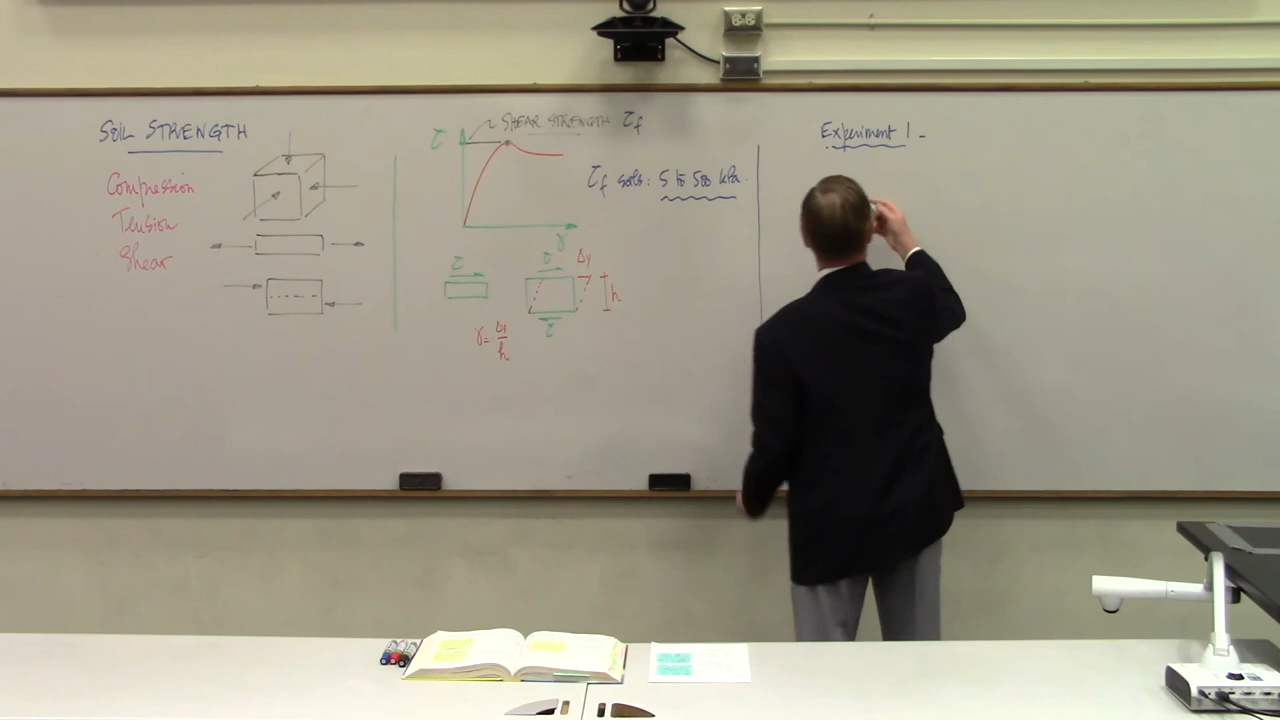 SOIL STRENGTH
Compression
Tension
Shear
τ
SHEAR STRENGTH τf
τf soils: 5 to 500 kPa.
γ
τ
τ
Δy
h
τ
γ = Δy
h
Experiment 1 -